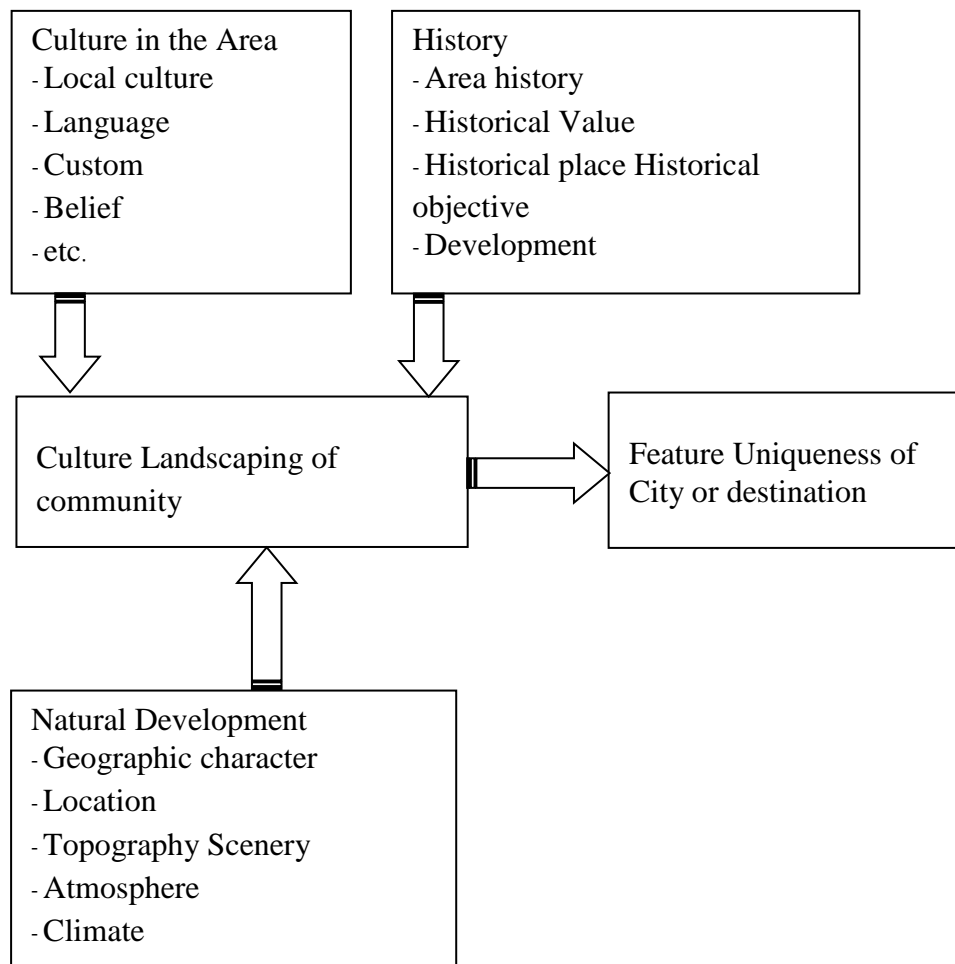 Culture in the Area
- Local culture
- Language
- Custom
- Belief
- etc.
History
- Area history
- Historical Value
- Historical place Historical
objective
- Development
Culture Landscaping of
community
Feature Uniqueness of
City or destination
Natural Development
- Geographic character
- Location
- Topography Scenery
- Atmosphere
- Climate